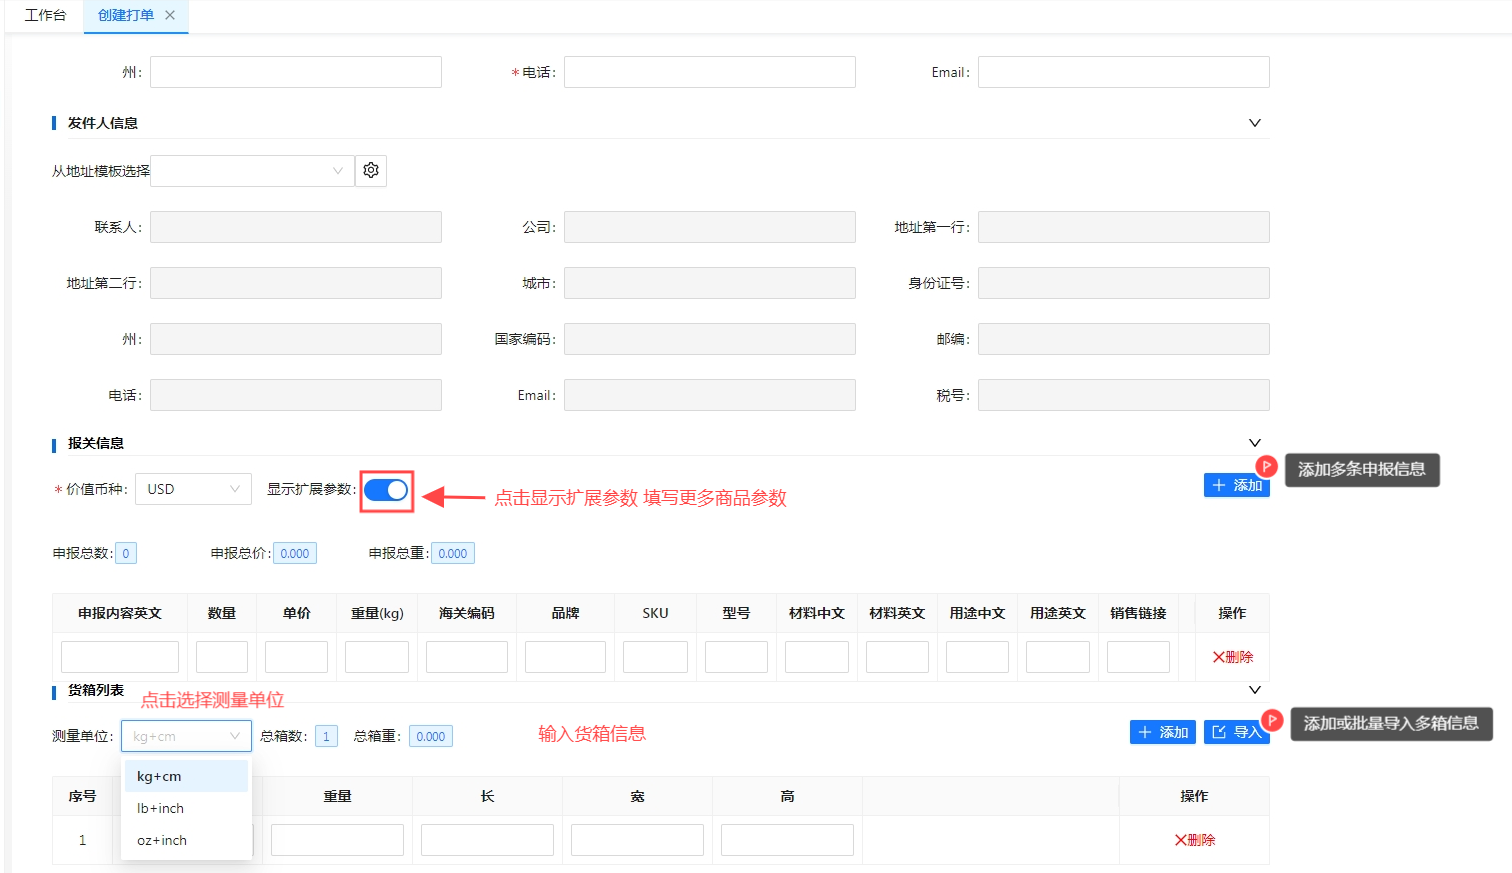 工作台 创建打单
州: *电话: Email:
发件人信息
从地址模板选择
联系人: 公司: 地址第一行:
地址第二行: 城市: 身份证号:
州: 国家编码: 邮编:
电话: Email: 税号:
报关信息
*价值币种: USD 显示扩展参数: 点击显示扩展参数 填写更多商品参数 + 添加 P 添加多条申报信息
申报总数: 0 申报总价: 0.000 申报总重: 0.000
申报内容英文 数量 单价 重量(kg) 海关编码 品牌 SKU 型号 材料中文 材料英文 用途中文 用途英文 销售链接 操作
删除
货箱列表 点击选择测量单位
测量单位: kg+cm 总箱数: 1 总箱重: 0.000 输入货箱信息 + 添加 导入 P 添加或批量导入多箱信息
kg+cm
lb+inch
oz+inch
序号 重量 长 宽 高 操作
1 删除